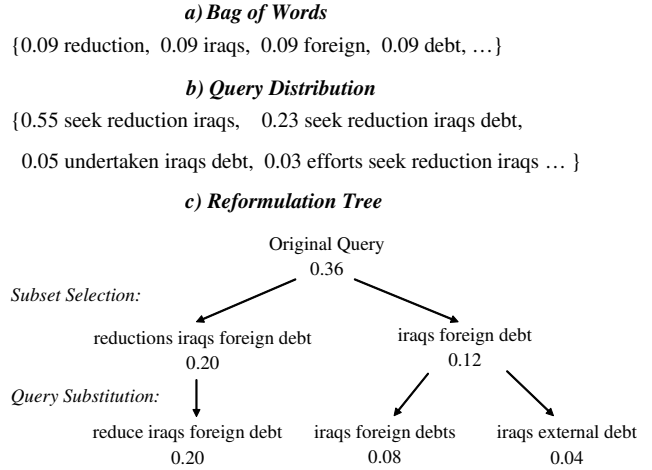 a) Bag of Words
{0.09 reduction, 0.09 iraqs, 0.09 foreign, 0.09 debt, …}
b) Query Distribution
{0.55 seek reduction iraqs, 0.23 seek reduction iraqs debt,
0.05 undertaken iraqs debt, 0.03 efforts seek reduction iraqs … }
c) Reformulation Tree
Original Query
0.36
Subset Selection:
reductions iraqs foreign debt
0.20
iraqs foreign debt
0.12
Query Substitution:
reduce iraqs foreign debt
0.20
iraqs foreign debts
0.08
iraqs external debt
0.04